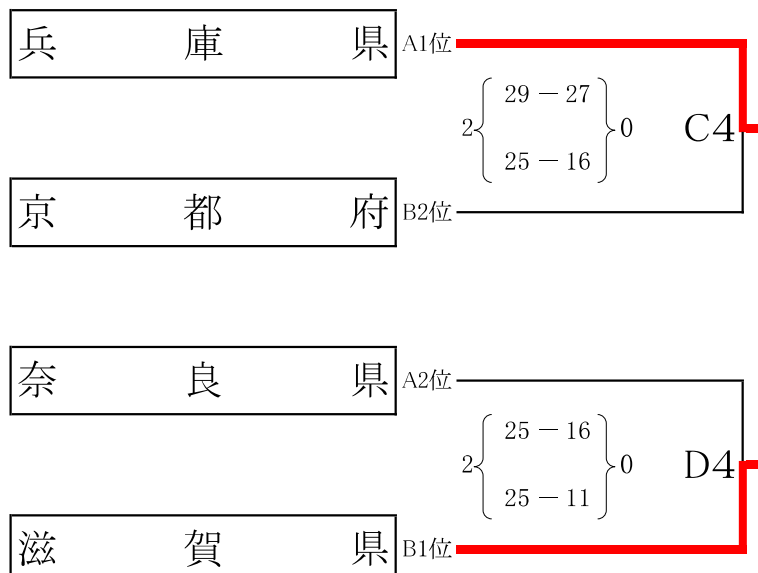 兵庫県 A1位
29－27
2 0 C4
25－16
京都府 B2位
奈良県 A2位
25－16
2 0 D4
25－11
滋賀県 B1位